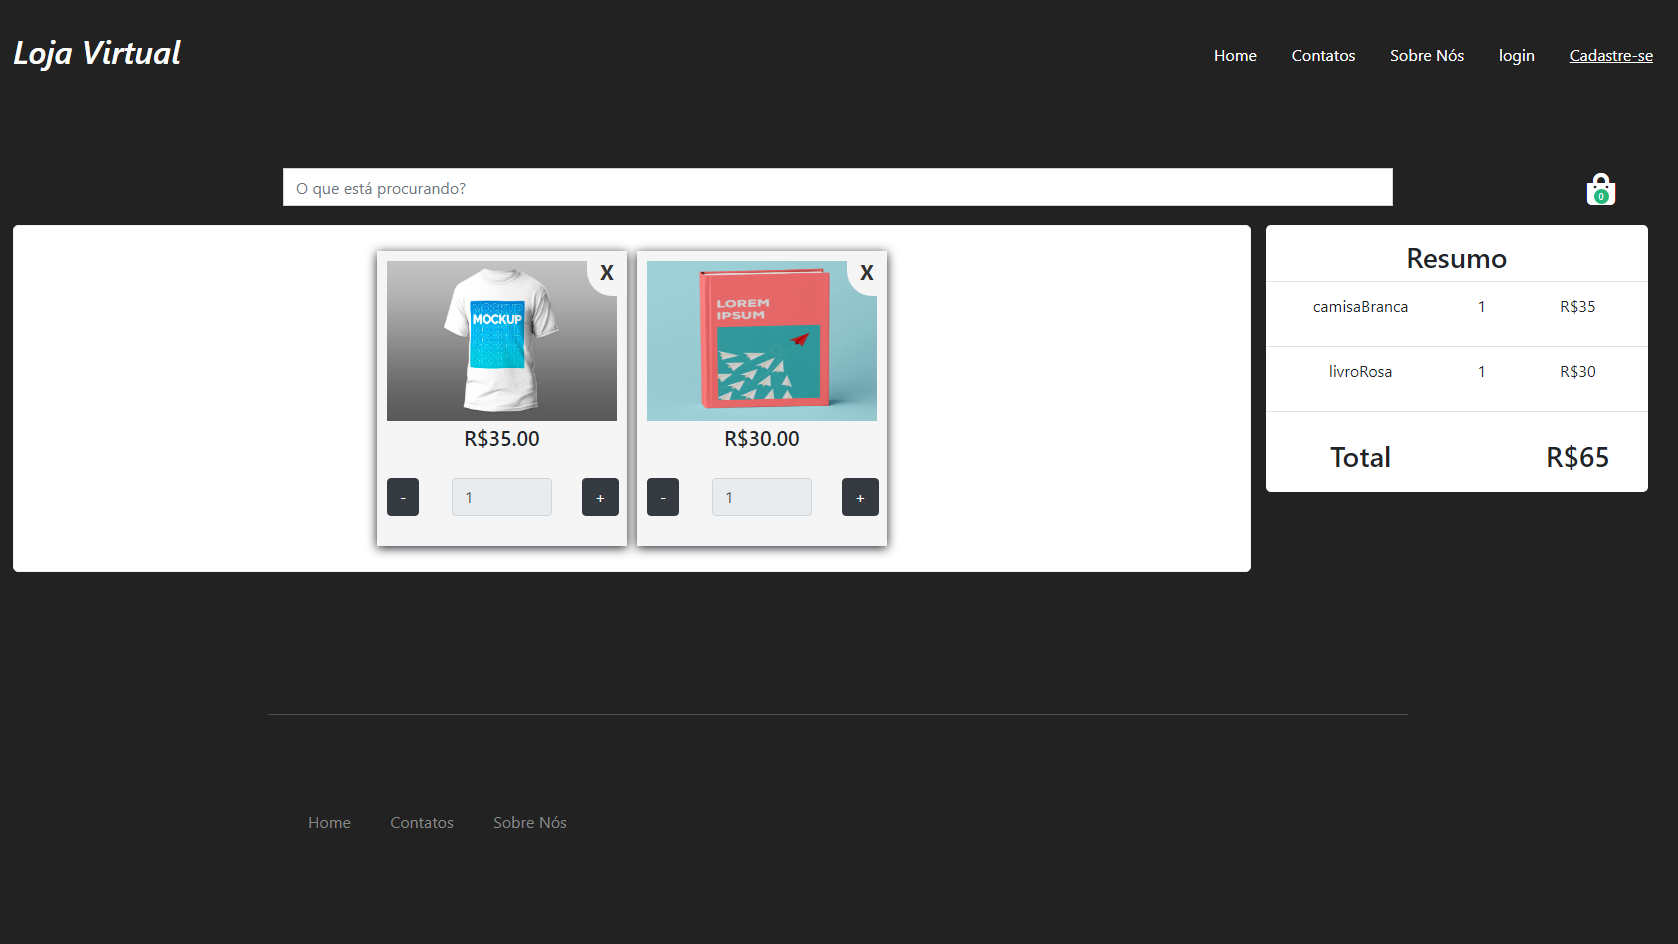 Loja Virtual
Home Contatos Sobre Nós login Cadastre-se
O que está procurando?
0
X
MOCKUP
R$35.00
- 1 +
X
LOREM
IPSUM
R$30.00
- 1 +
Resumo
camisaBranca 1 R$35
livroRosa 1 R$30
Total R$65
Home Contatos Sobre Nós